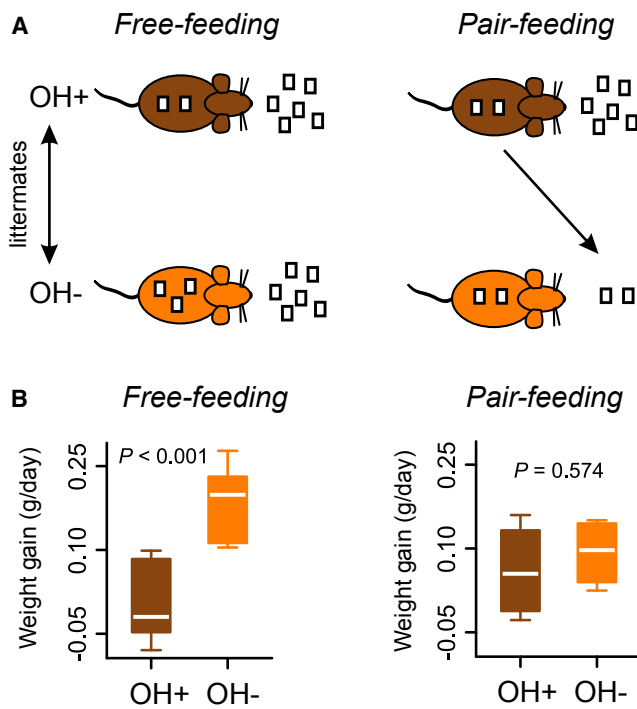 A
Free-feeding
Pair-feeding
OH+
littermates
OH-
B
Free-feeding
Pair-feeding
Weight gain (g/day)
0.25
0.10
-0.05
P < 0.001
OH+ OH-
Weight gain (g/day)
0.25
0.10
-0.05
P = 0.574
OH+ OH-